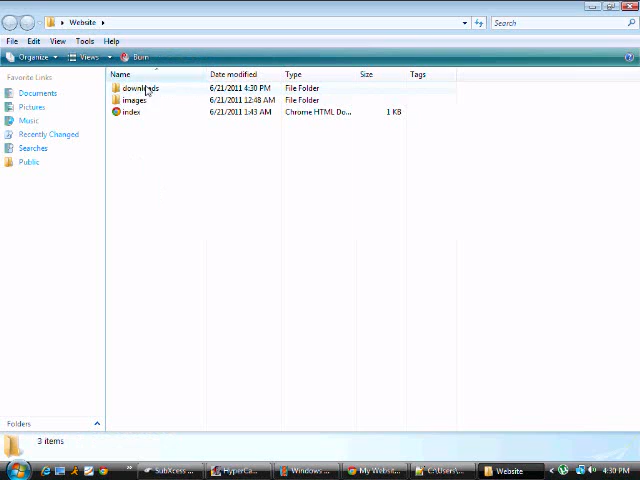 Website
Search
File Edit View Tools Help
Organize Views Burn
Favorite Links
Documents
Pictures
Music
Recently Changed
Searches
Public
Folders
Name Date modified Type Size Tags
downloads 6/21/2011 4:30 PM File Folder
images 6/21/2011 12:48 AM File Folder
index 6/21/2011 1:43 AM Chrome HTML Do... 1 KB
3 items
SubXcess ... HyperCa... Windows ... My Websit... C:\Users\... Website 4:30 PM